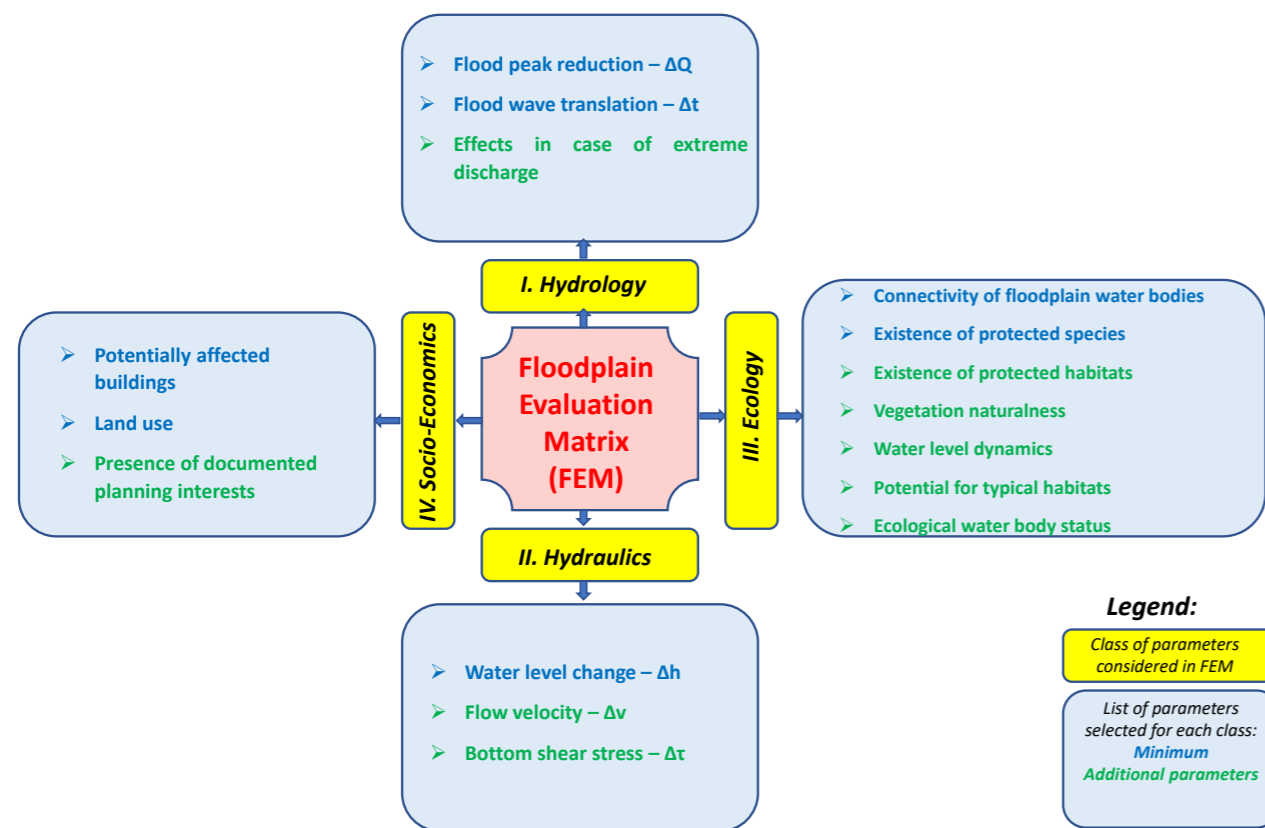 Flood peak reduction – ΔQ
Flood wave translation – Δt
Effects in case of extreme
discharge
I. Hydrology
Potentially affected
buildings
Land use
Presence of documented
planning interests
IV. Socio-Economics
Floodplain
Evaluation
Matrix
(FEM)
III. Ecology
Connectivity of floodplain water bodies
Existence of protected species
Existence of protected habitats
Vegetation naturalness
Water level dynamics
Potential for typical habitats
Ecological water body status
II. Hydraulics
Water level change – Δh
Flow velocity – Δv
Bottom shear stress – Δτ
Legend:
Class of parameters
considered in FEM
List of parameters
selected for each class:
Minimum
Additional parameters